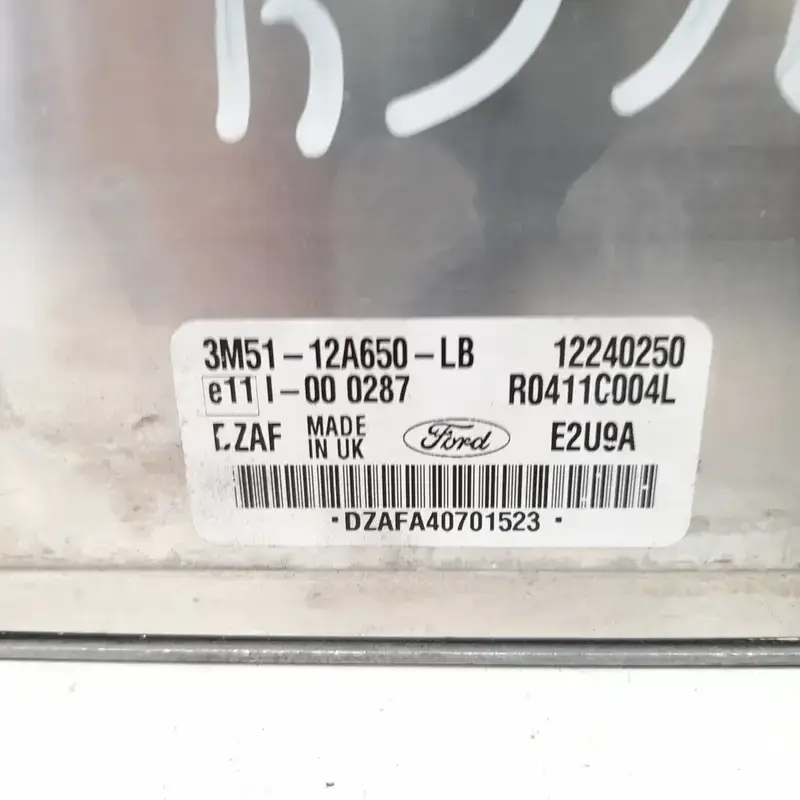 3M51-12A650-LB 12240250
e11 I-00 0287 R0411C004L
DZAF MADE IN UK Ford E2U9A
-DZAFA40701523-